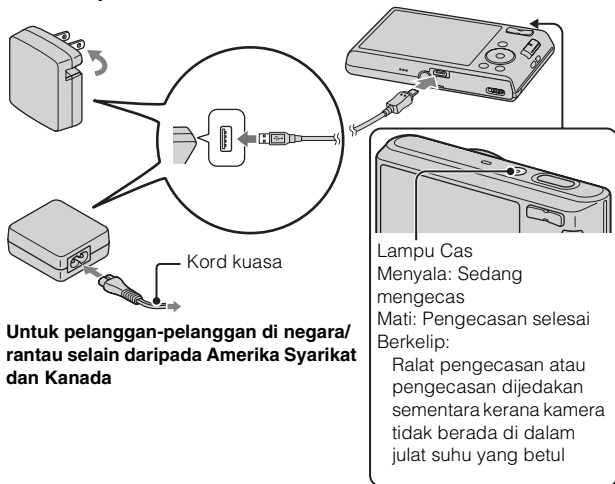 Kord kuasa
Untuk pelanggan-pelanggan di negara/
rantau selain daripada Amerika Syarikat
dan Kanada
Lampu Cas
Menyala: Sedang
mengecas
Mati: Pengecasan selesai
Berkelip:
Ralat pengecasan atau
pengecasan dijedakan
sementara kerana kamera
tidak berada di dalam
julat suhu yang betul